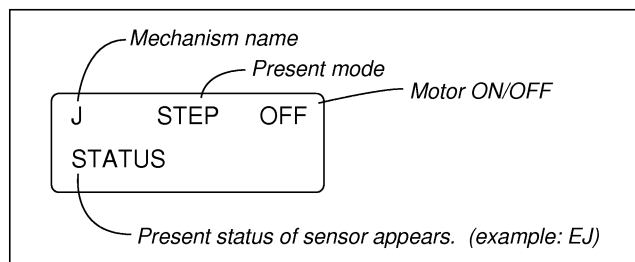 Mechanism name
Present mode
Motor ON/OFF
J STEP OFF
STATUS
Present status of sensor appears. (example: EJ)